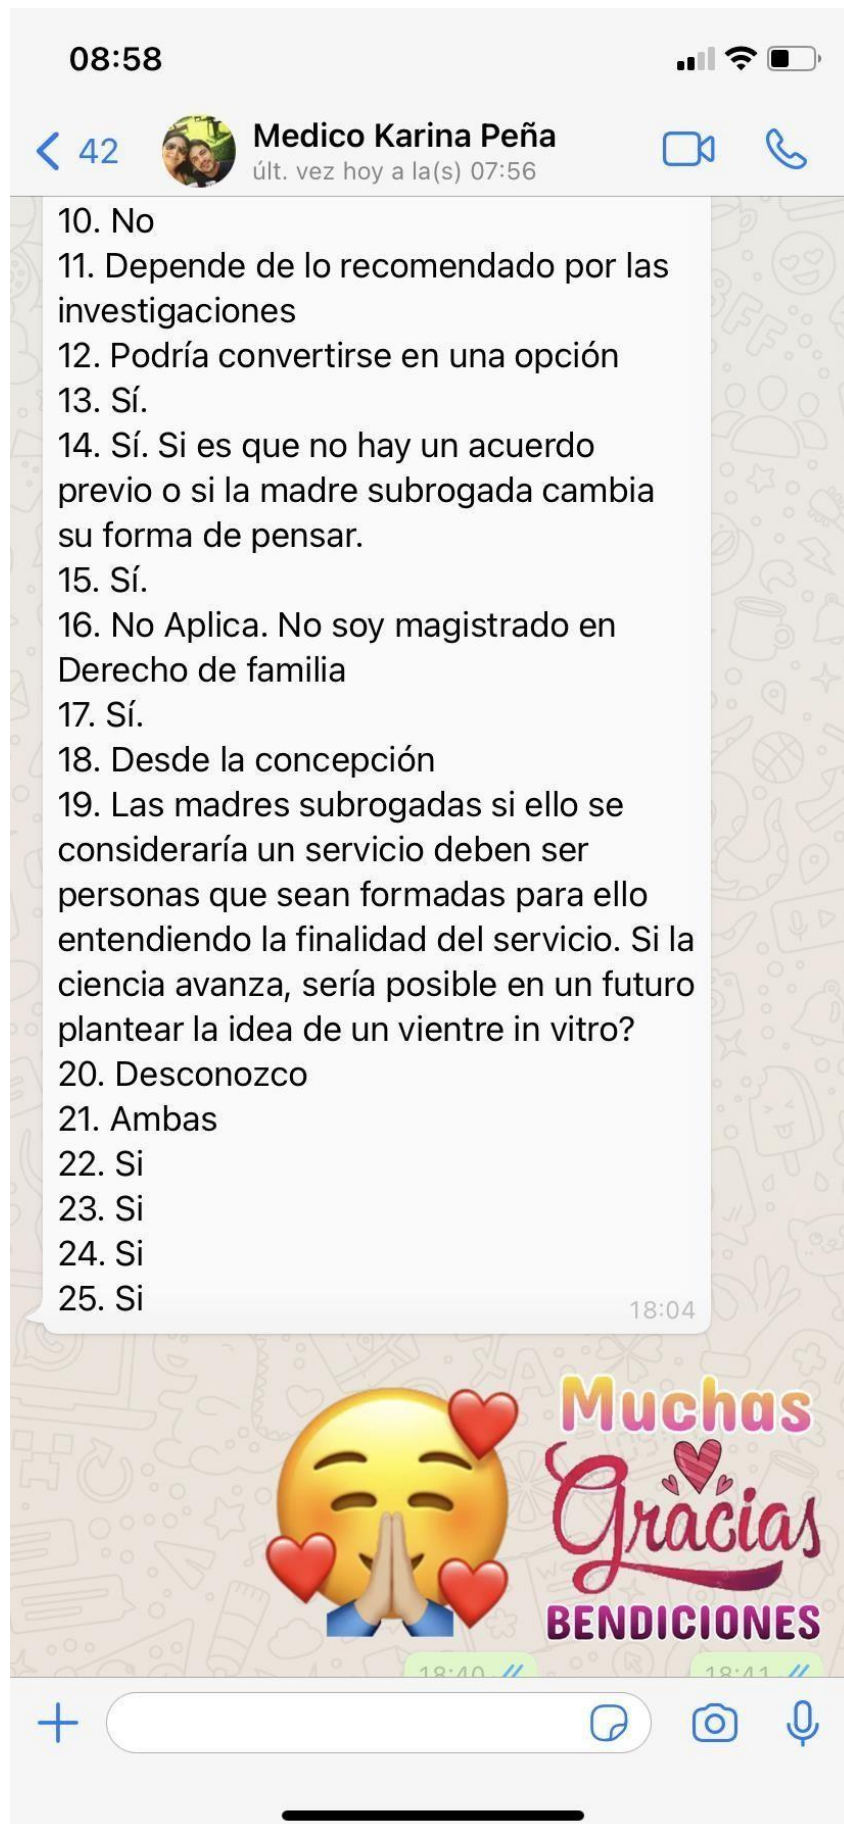 08:58
42
Medico Karina Peña
últ. vez hoy a la(s) 07:56
10. No
11. Depende de lo recomendado por las
investigaciones
12. Podría convertirse en una opción
13. Sí.
14. Sí. Si es que no hay un acuerdo
previo o si la madre subrogada cambia
su forma de pensar.
15. Sí.
16. No Aplica. No soy magistrado en
Derecho de familia
17. Sí.
18. Desde la concepción
19. Las madres subrogadas si ello se
consideraría un servicio deben ser
personas que sean formadas para ello
entendiendo la finalidad del servicio. Si la
ciencia avanza, sería posible en un futuro
plantear la idea de un vientre in vitro?
20. Desconozco
21. Ambas
22. Si
23. Si
24. Si
25. Si
18:04
Muchas
Gracias
BENDICIONES
18:40
18:41